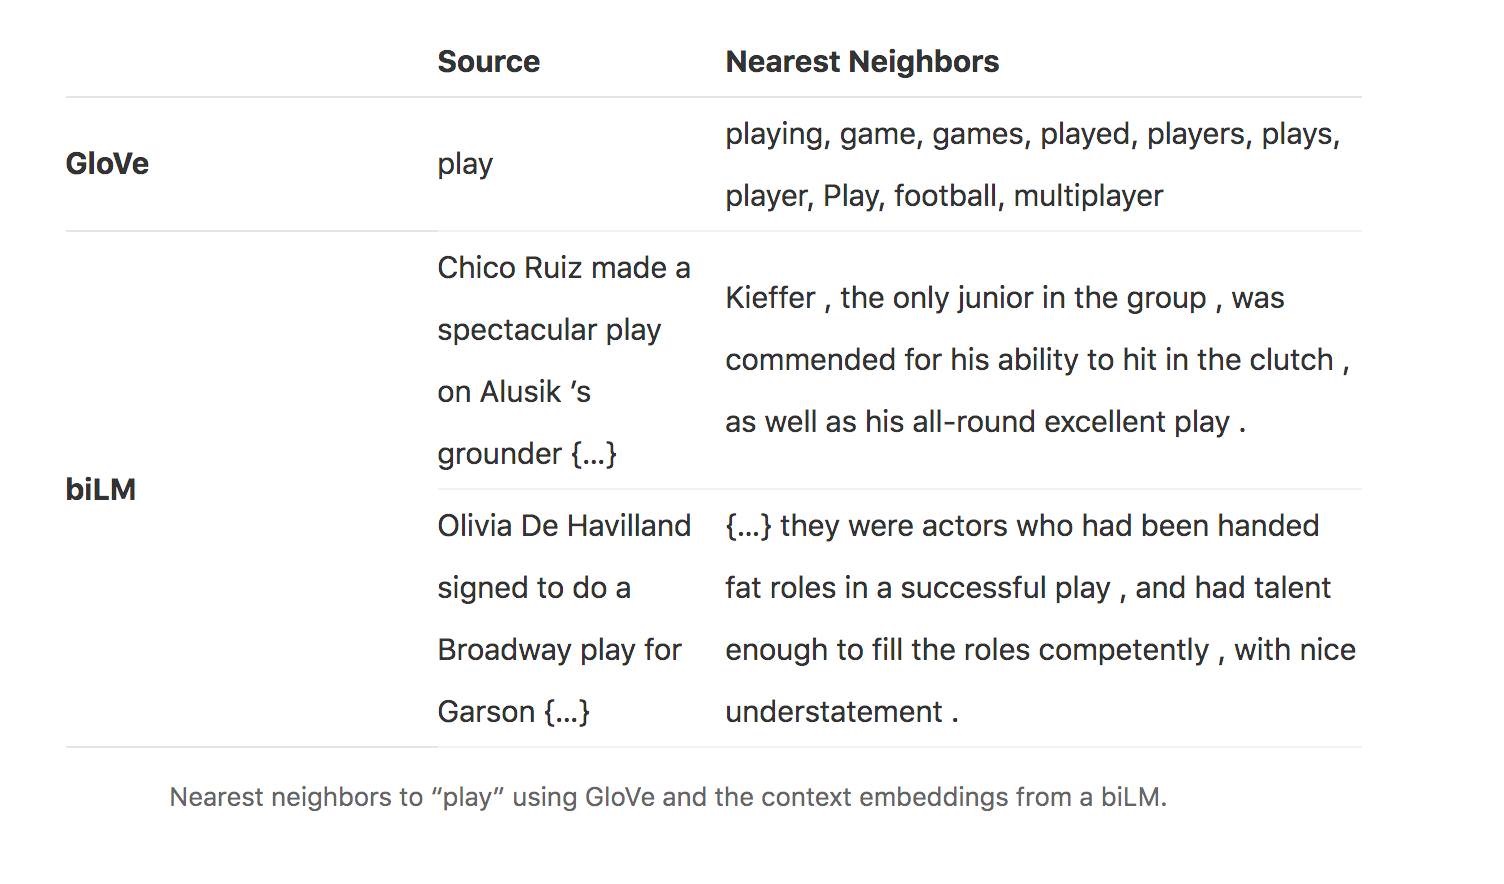 Source Nearest Neighbors
GloVe
play
playing, game, games, played, players, plays,
player, Play, football, multiplayer
biLM
Chico Ruiz made a
spectacular play
on Alusik ’s
grounder {...}
Kieffer , the only junior in the group , was
commended for his ability to hit in the clutch ,
as well as his all-round excellent play .
Olivia De Havilland
signed to do a
Broadway play for
Garson {...}
{...} they were actors who had been handed
fat roles in a successful play , and had talent
enough to fill the roles competently , with nice
understatement .
Nearest neighbors to “play” using GloVe and the context embeddings from a biLM.